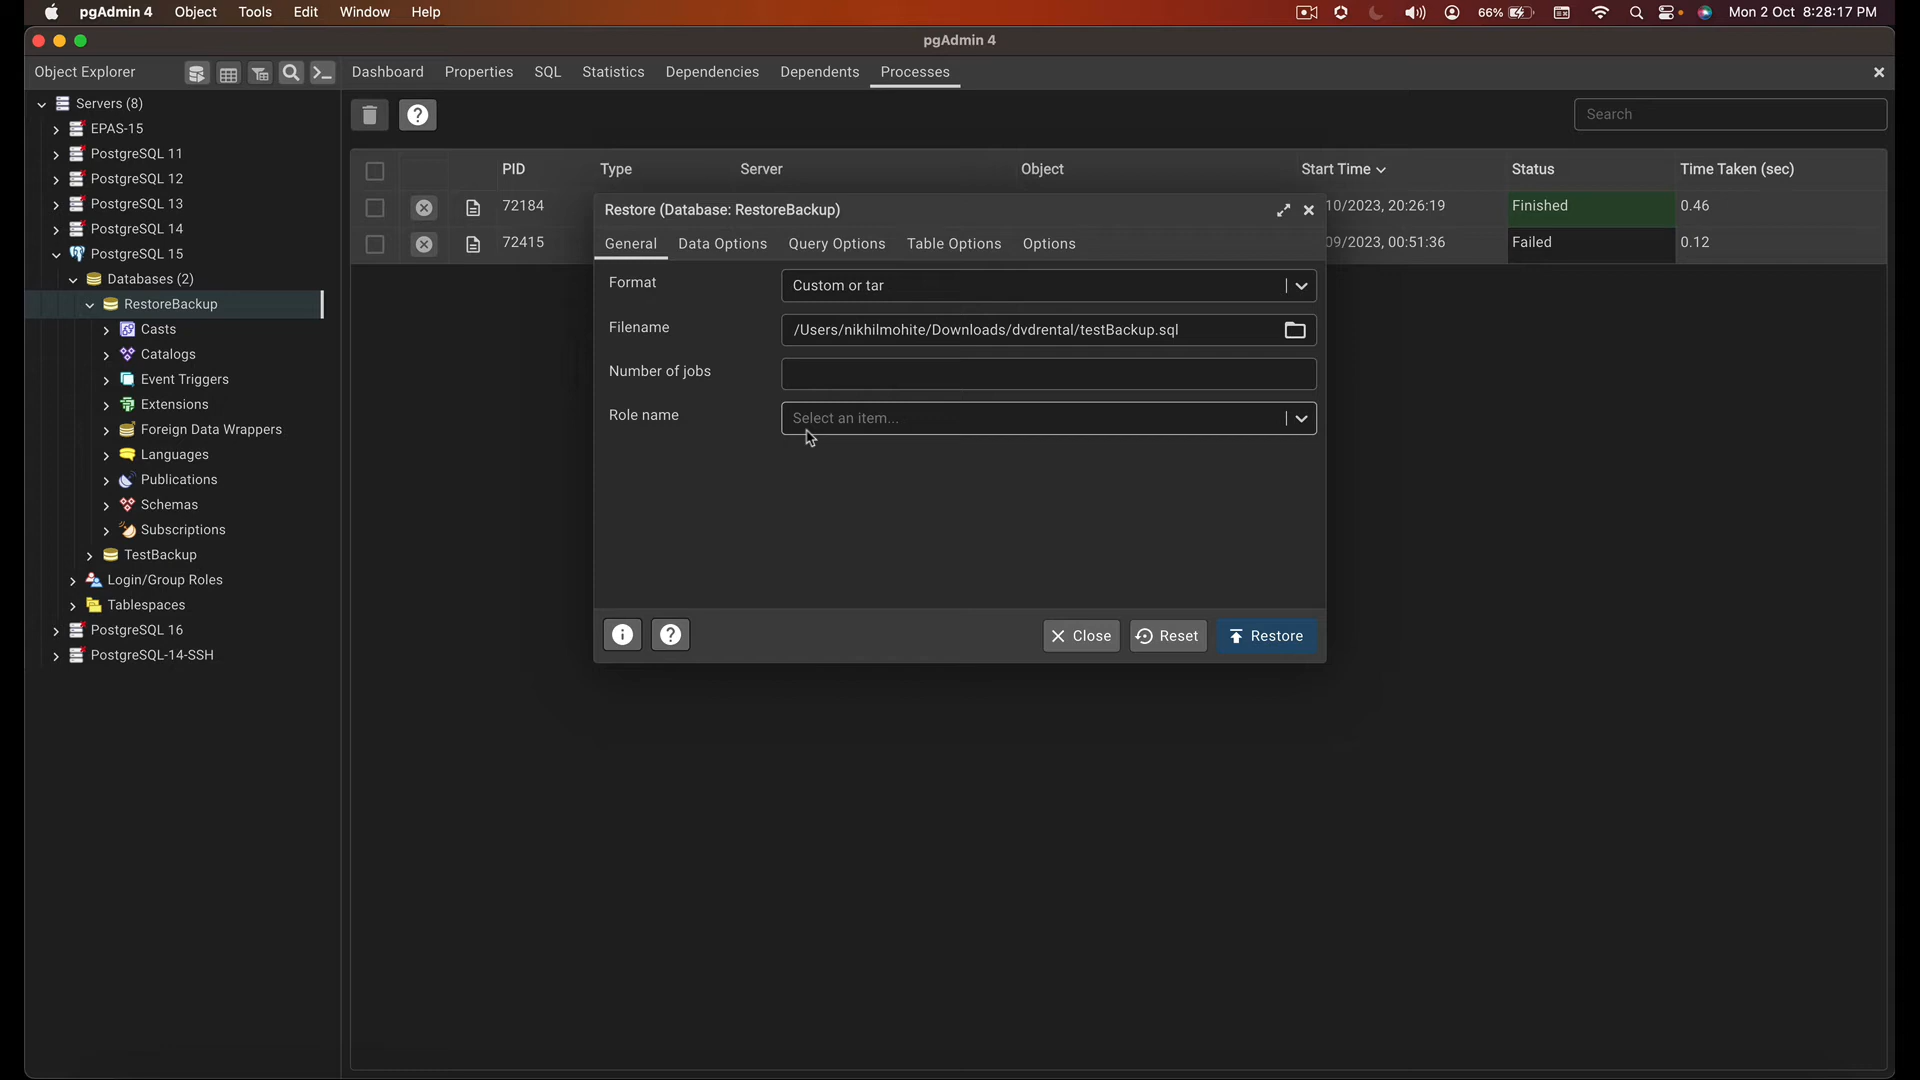 pgAdmin 4 Object Tools Edit Window Help 66% Mon 2 Oct 8:28:17 PM
pgAdmin 4
Object Explorer
Dashboard Properties SQL Statistics Dependencies Dependents Processes
Servers (8)
EPAS-15
PostgreSQL 11
PostgreSQL 12
PostgreSQL 13
PostgreSQL 14
PostgreSQL 15
Databases (2)
RestoreBackup
Casts
Catalogs
Event Triggers
Extensions
Foreign Data Wrappers
Languages
Publications
Schemas
Subscriptions
TestBackup
Login/Group Roles
Tablespaces
PostgreSQL 16
PostgreSQL-14-SSH
Search
PID Type Server Object Start Time Status Time Taken (sec)
72184 10/2023, 20:26:19 Finished 0.46
72415 09/2023, 00:51:36 Failed 0.12
Restore (Database: RestoreBackup)
General Data Options Query Options Table Options Options
Format Custom or tar
Filename /Users/nikhilmohite/Downloads/dvdrental/testBackup.sql
Number of jobs
Role name Select an item...
Close Reset Restore